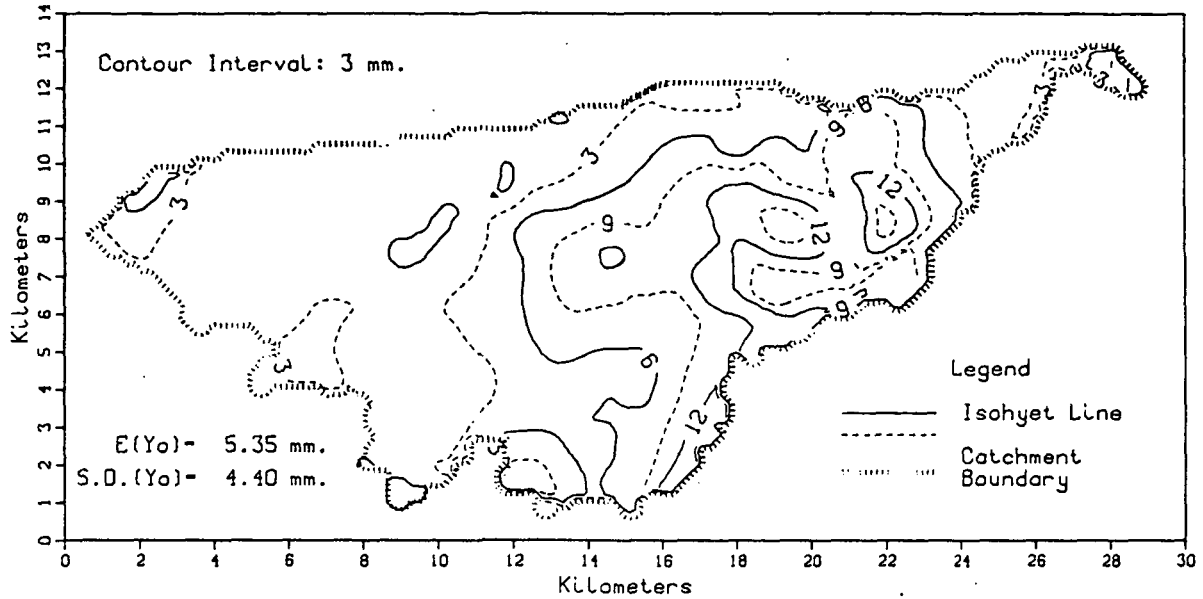 Contour Interval: 3 mm.
14
13
12
11
10
9
8
7
6
5
4
3
2
1
0
Kilometers
3
3
3
3
3
9
9
8
12
12
9
9
6
12
E(Yo)- 5.35 mm.
S.D.(Yo)- 4.40 mm.
Legend
Isohyet Line
Catchment
Boundary
0 2 4 6 8 10 12 14 16 18 20 22 24 26 28 30
Kilometers